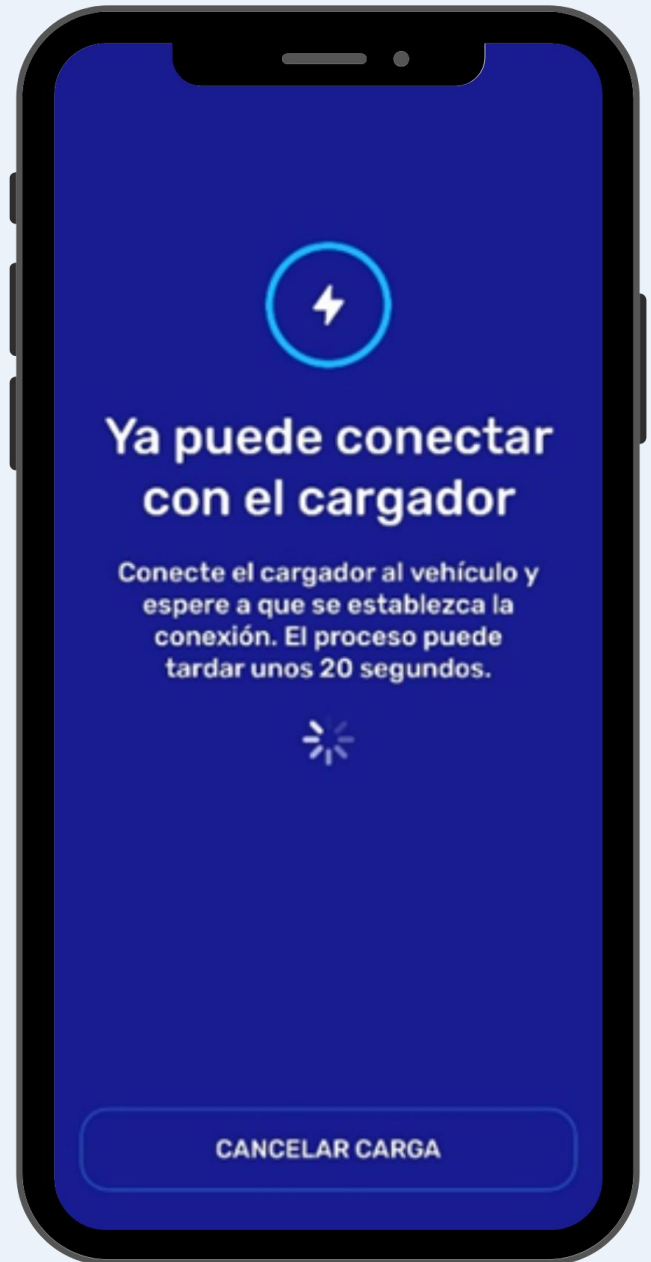 Ya puede conectar
con el cargador
Conecte el cargador al vehículo y
espere a que se establezca la
conexión. El proceso puede
tardar unos 20 segundos.
CANCELAR CARGA